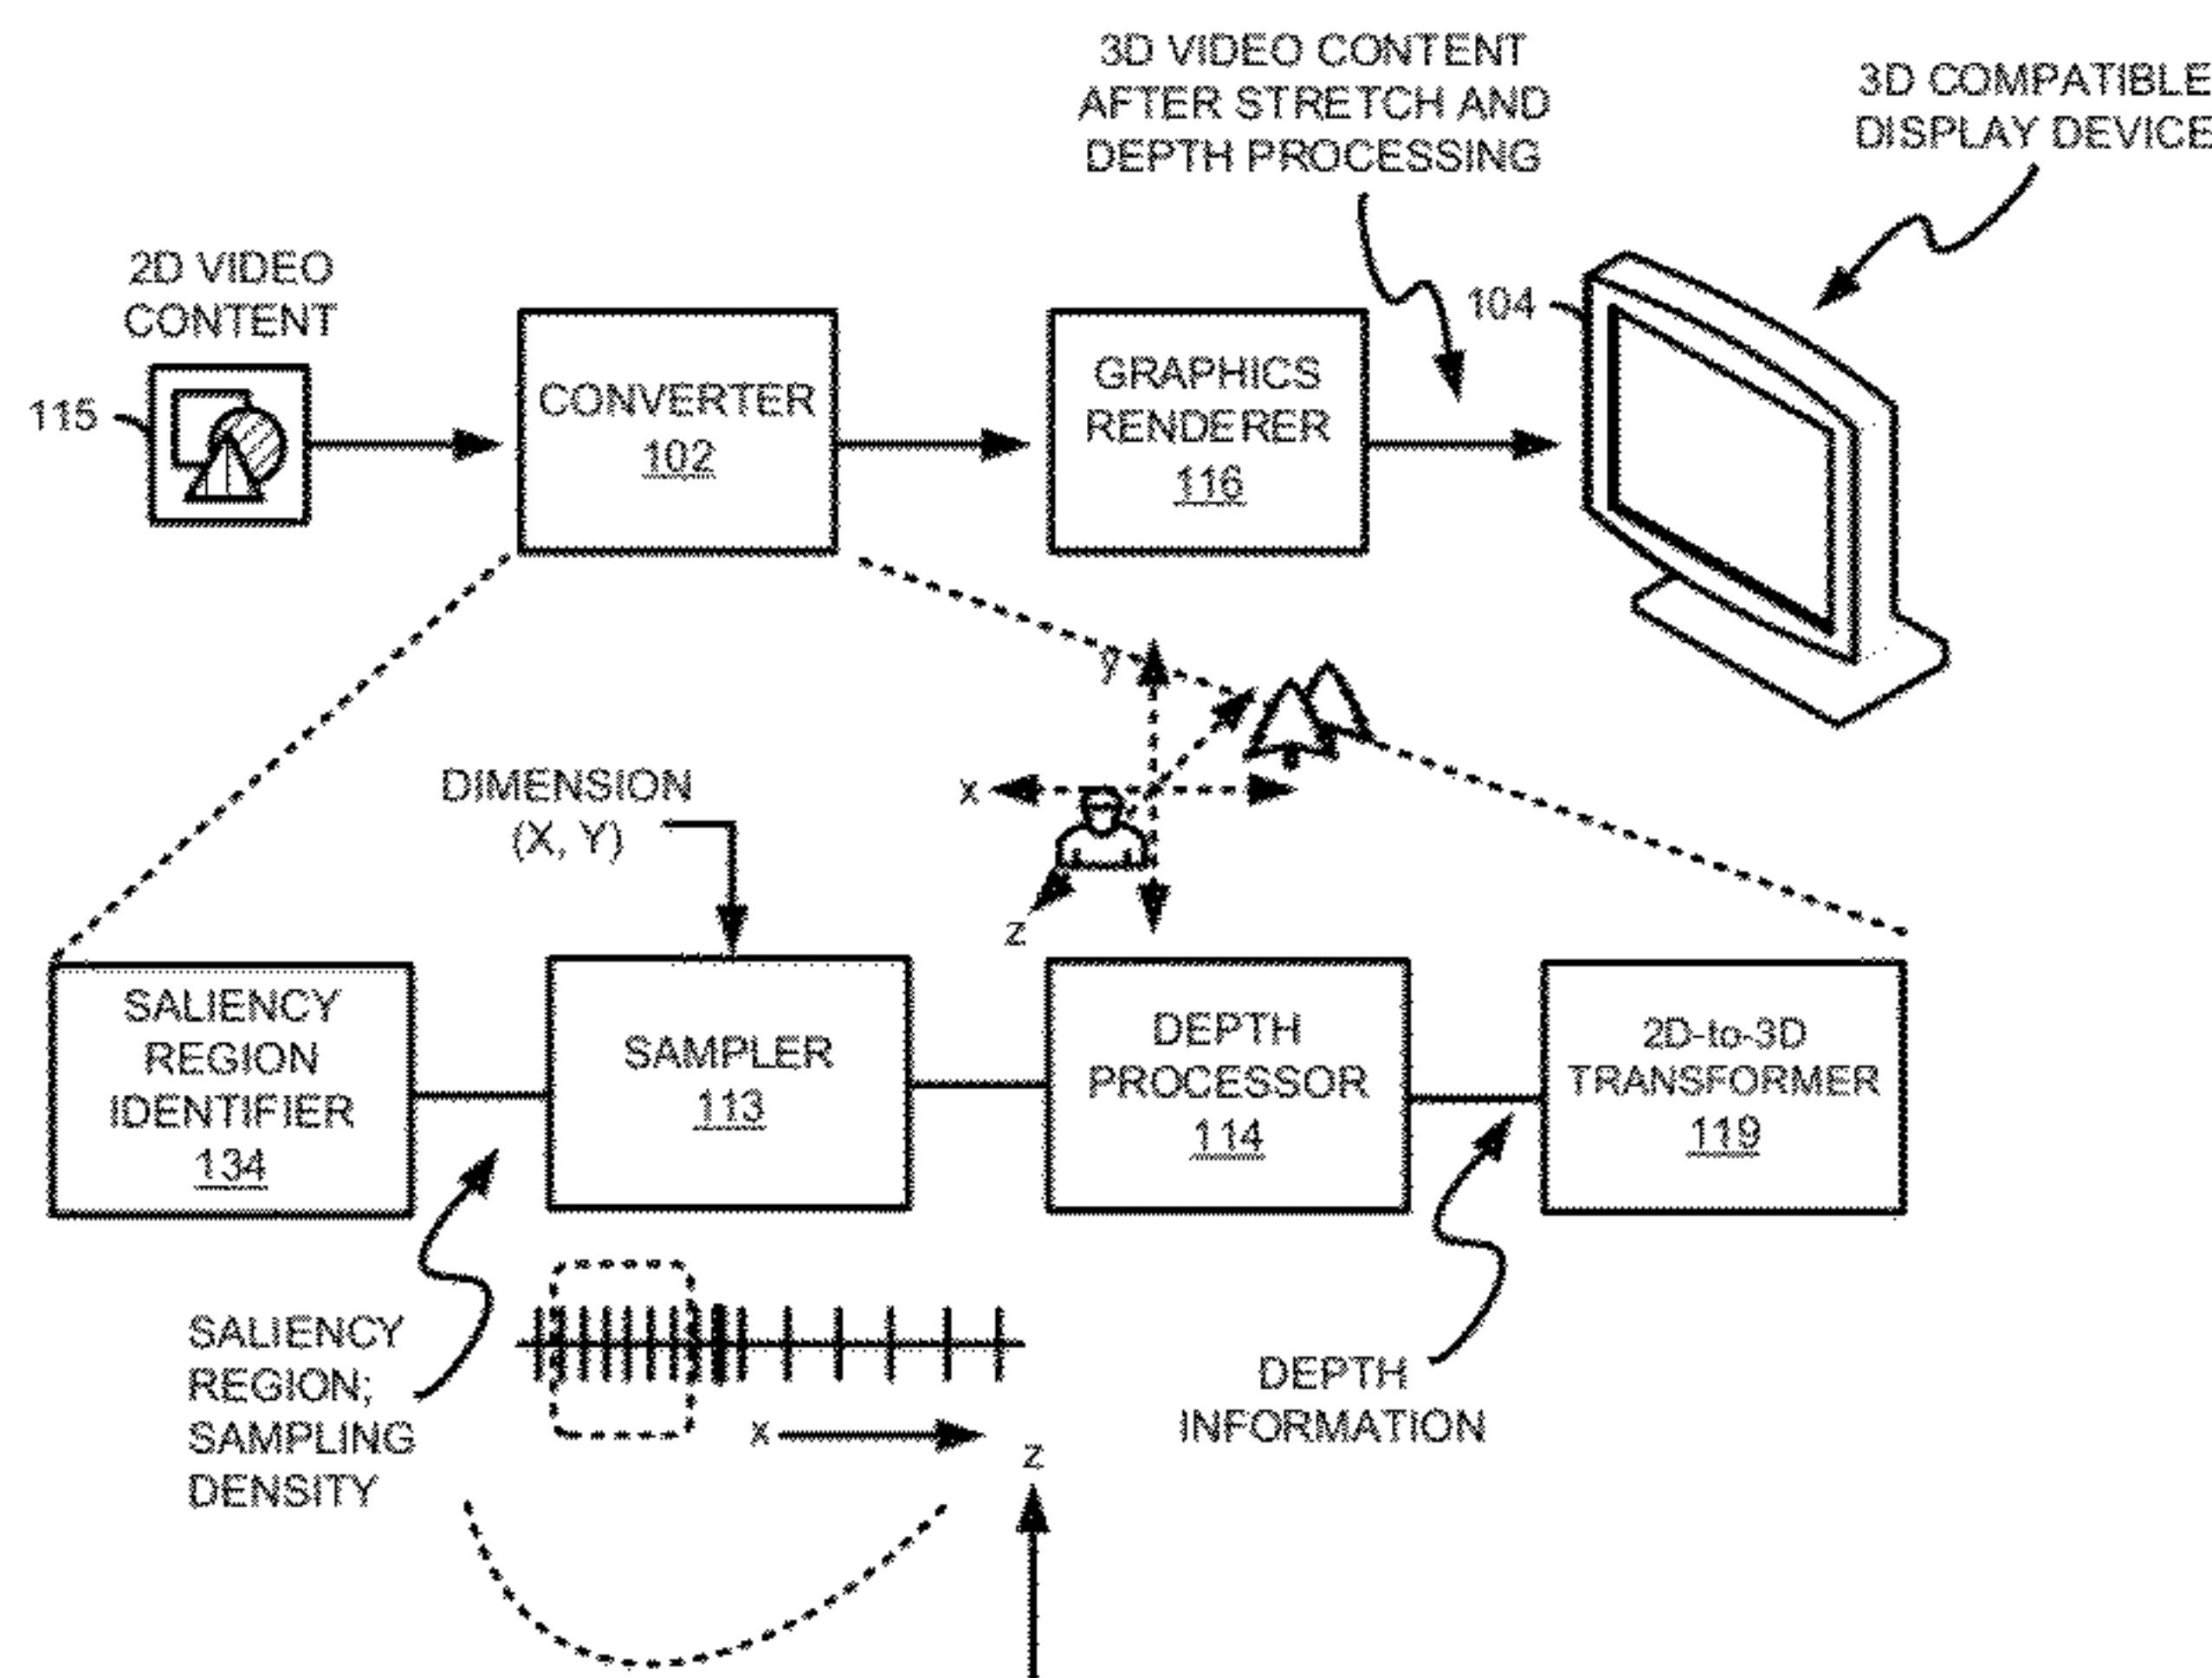 3D VIDEO CONTENT
AFTER STRETCH AND
DEPTH PROCESSING
3D COMPATIBLE
DISPLAY DEVICE
2D VIDEO
CONTENT
115
CONVERTER
102
GRAPHICS
RENDERER
116
104
y
x
z
DIMENSION
(X, Y)
SALIENCY
REGION
IDENTIFIER
134
SAMPLER
113
DEPTH
PROCESSOR
114
2D-to-3D
TRANSFORMER
119
SALIENCY
REGION;
SAMPLING
DENSITY
x
z
DEPTH
INFORMATION